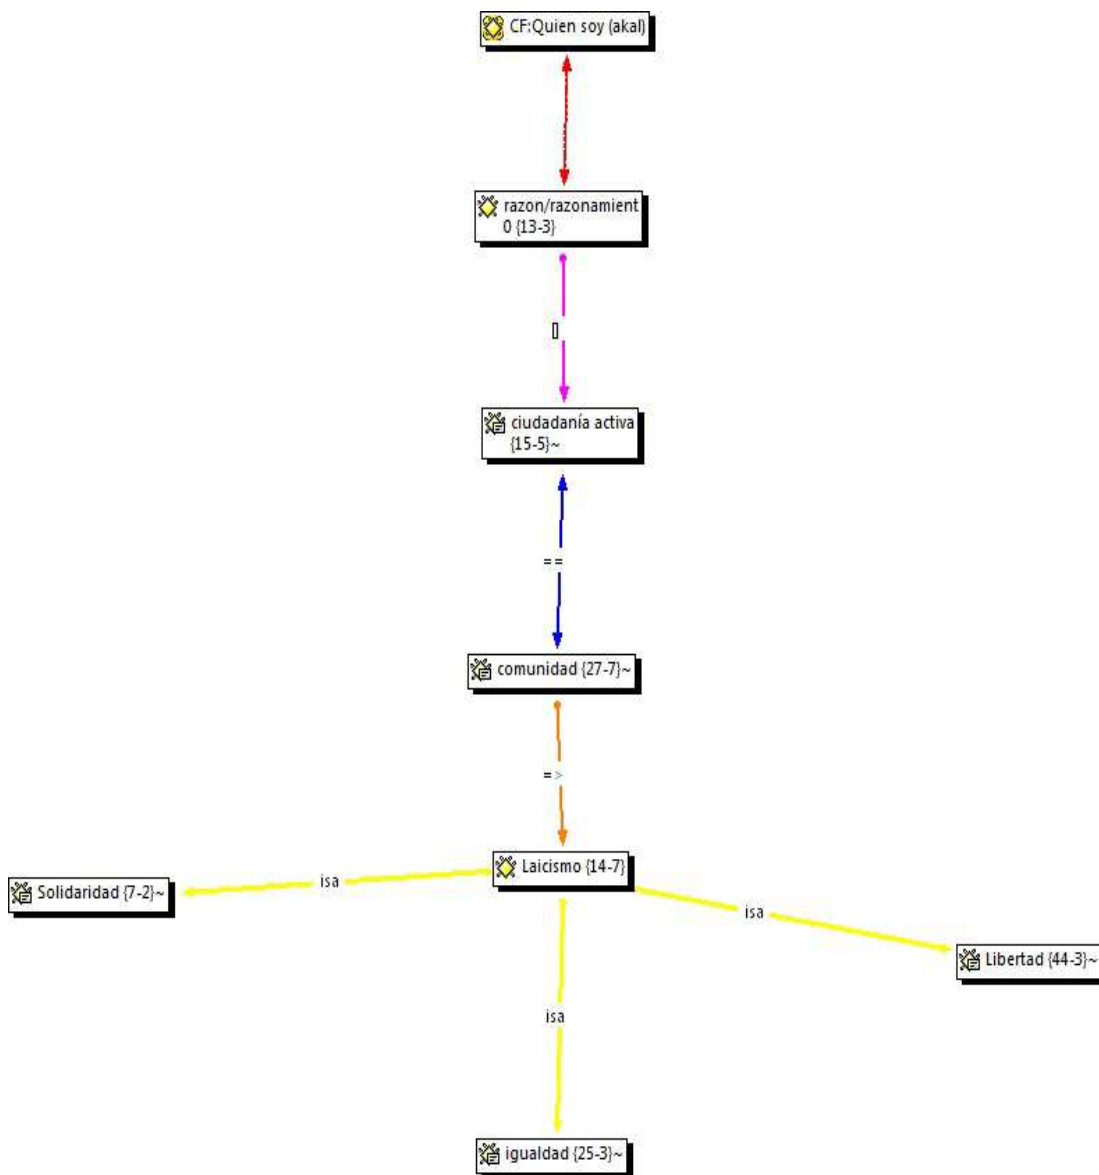 CF:Quien soy (akal)
razon/razonamient
0 {13-3}
[]
ciudadanía activa
{15-5}~
==
comunidad {27-7}~
=>
Laicismo {14-7}
Solidaridad {7-2}~
isa
isa
Libertad {44-3}~
isa
igualdad {25-3}~